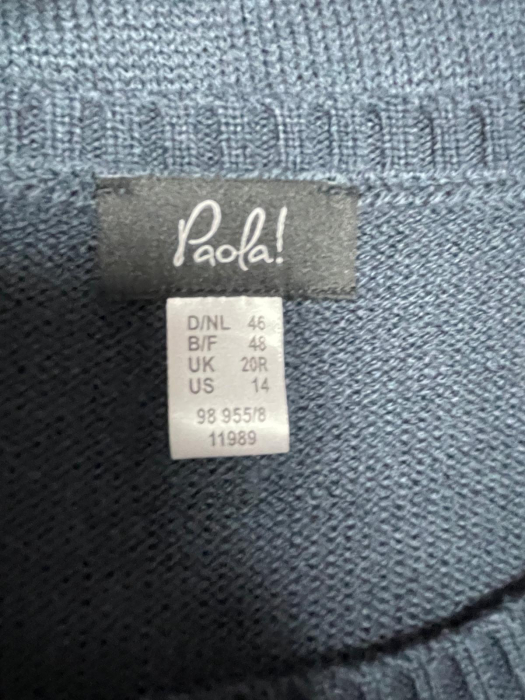 Paola!
D/NL 46
B/F 48
UK 20R
US 14
98 955/8
11989